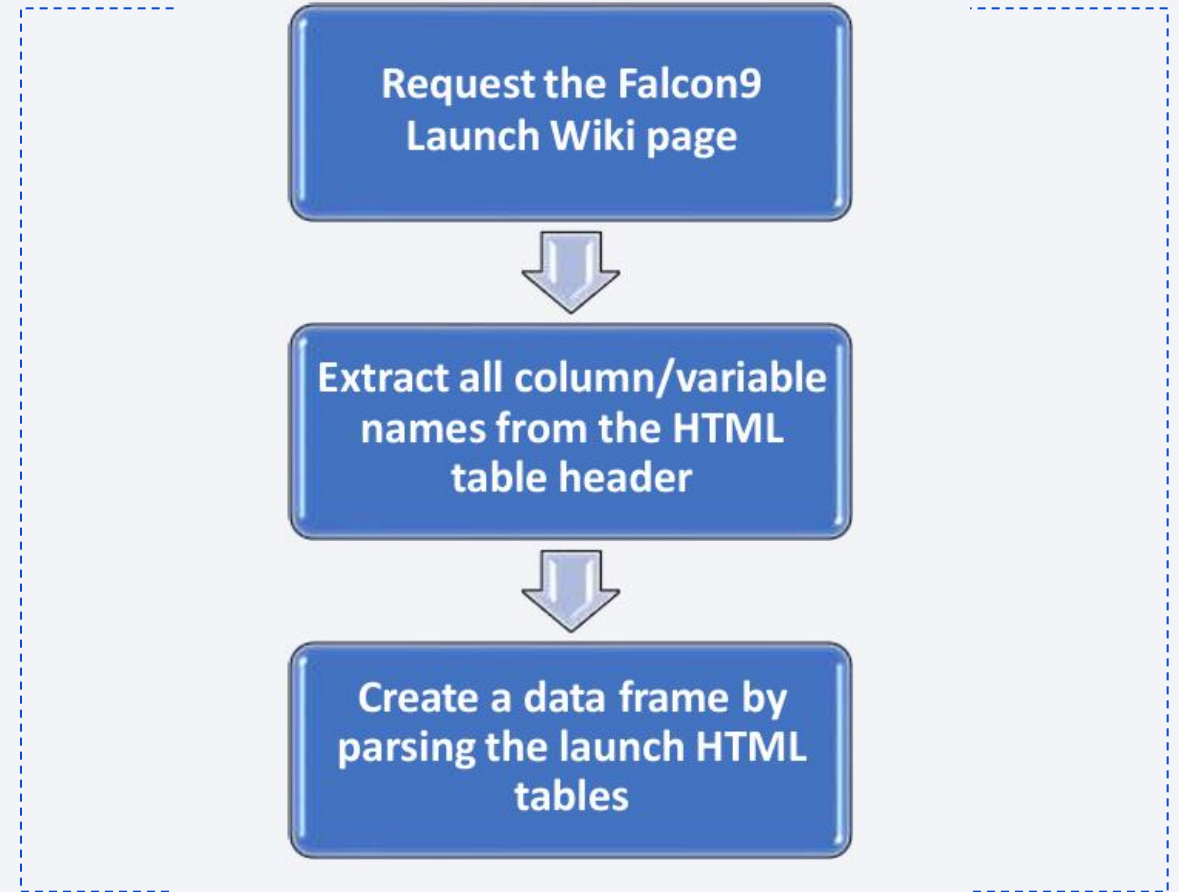 Request the Falcon9
Launch Wiki page
Extract all column/variable
names from the HTML
table header
Create a data frame by
parsing the launch HTML
tables